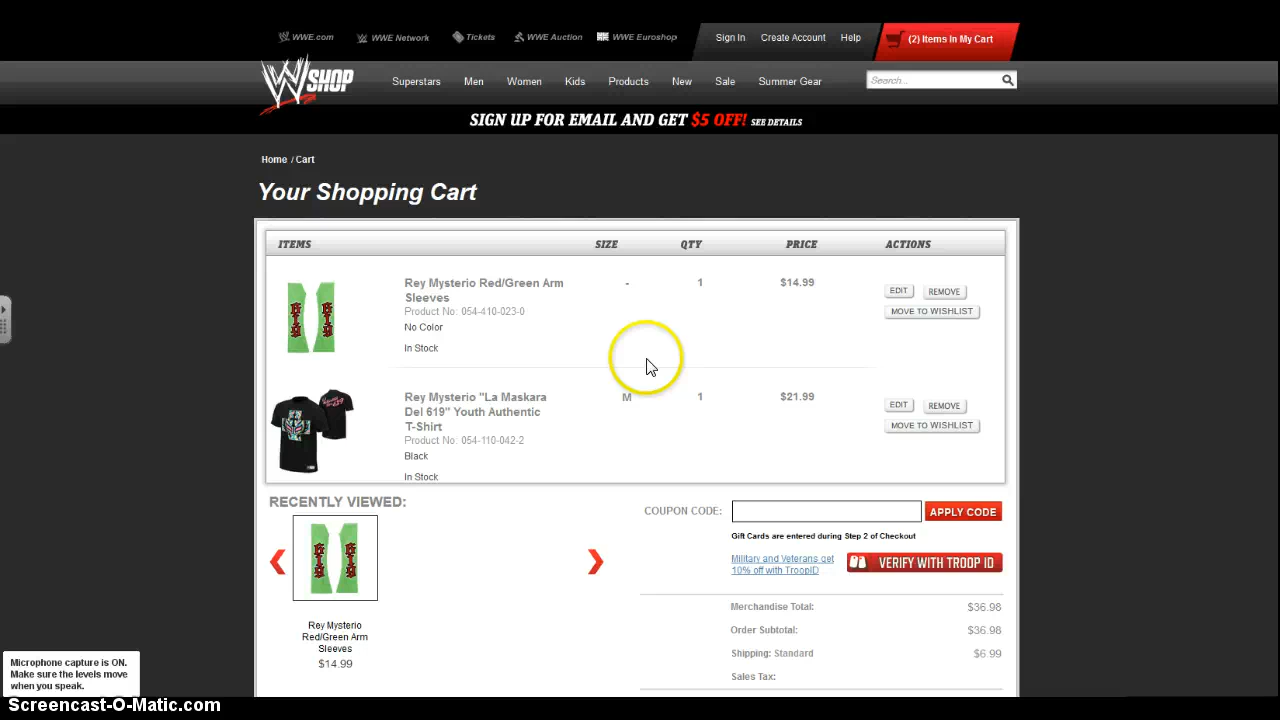 WWE.com WWE Network Tickets WWE Auction WWE Euroshop Sign In Create Account Help (2) Items In My Cart
W SHOP Superstars Men Women Kids Products New Sale Summer Gear Search...
SIGN UP FOR EMAIL AND GET $5 OFF! SEE DETAILS
Home / Cart
Your Shopping Cart
ITEMS SIZE QTY PRICE ACTIONS
Rey Mysterio Red/Green Arm - 1 $14.99 EDIT REMOVE
Sleeves
Product No: 054-410-023-0 MOVE TO WISHLIST
No Color
In Stock
Rey Mysterio "La Maskara M 1 $21.99 EDIT REMOVE
Del 619" Youth Authentic
T-Shirt MOVE TO WISHLIST
Product No: 054-110-042-2
Black
In Stock
RECENTLY VIEWED:
Rey Mysterio
Red/Green Arm
Sleeves
$14.99
COUPON CODE: APPLY CODE
Gift Cards are entered during Step 2 of Checkout
Military and Veterans get
10% off with TroopID
VERIFY WITH TROOP ID
Merchandise Total: $36.98
Order Subtotal: $36.98
Shipping: Standard $6.99
Sales Tax:
Microphone capture is ON.
Make sure the levels move
when you speak.
Screencast-O-Matic.com